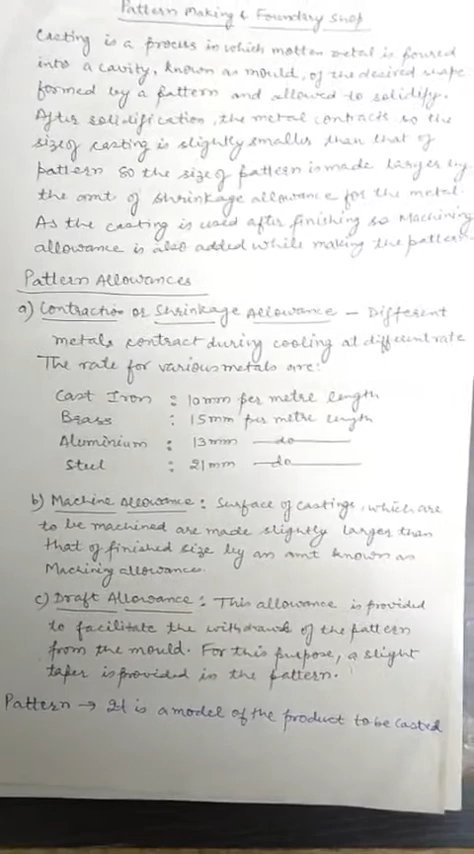 Pattern Making & Foundary Shop
Casting is a process in which molten metal is poured
into a cavity, known as mould, of the desired shape
formed by a pattern and allowed to solidify.
After solidification, the metal contracts so the
size of casting is slightly smaller than that of
pattern so the size of pattern is made larger by
the amt of shrinkage allowance for the metal.
As the casting is used after finishing so Machining
allowance is also added while making the pattern.
Pattern Allowances
a) Contraction or Shrinkage Allowance - Different
metals contract during cooling at different rate
The rate for various metals are:
Cast Iron : 10mm per metre length
Brass : 15mm per metre length
Aluminium : 13mm —do—
Steel : 21mm —do—
b) Machine Allowance : Surface of castings, which are
to be machined are made slightly larger than
that of finished size by an amt known as
Machining allowances.
c) Draft Allowance : This allowance is provided
to facilitate the withdrawl of the pattern
from the mould. For this purpose, a slight
taper is provided in the pattern.
Pattern → It is a model of the product to be casted